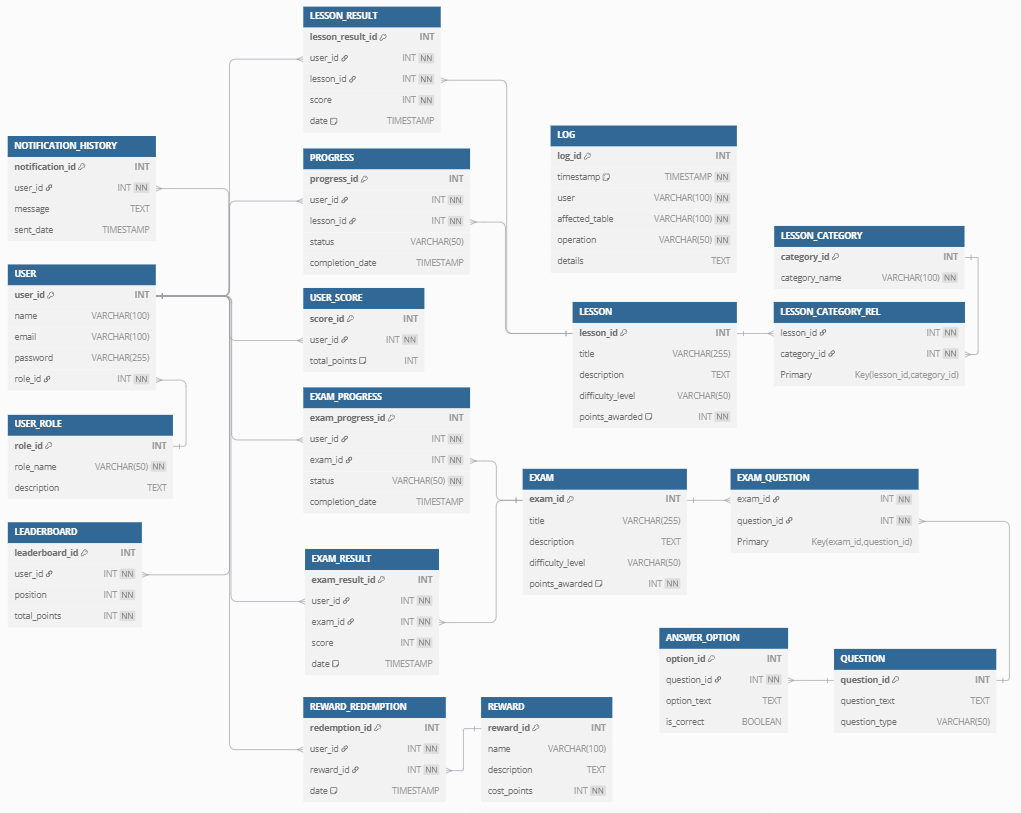 LESSON_RESULT
lesson_result_id INT
user_id INT NN
lesson_id INT NN
score INT NN
date TIMESTAMP
NOTIFICATION_HISTORY
notification_id INT
user_id INT NN
message TEXT
sent_date TIMESTAMP
PROGRESS
progress_id INT
user_id INT NN
lesson_id INT NN
status VARCHAR(50)
completion_date TIMESTAMP
LOG
log_id INT
timestamp TIMESTAMP NN
user VARCHAR(100) NN
affected_table VARCHAR(100) NN
operation VARCHAR(50) NN
details TEXT
LESSON_CATEGORY
category_id INT
category_name VARCHAR(100) NN
USER
user_id INT
name VARCHAR(100)
email VARCHAR(100)
password VARCHAR(255)
role_id INT NN
USER_SCORE
score_id INT
user_id INT NN
total_points INT
LESSON
lesson_id INT
title VARCHAR(255)
description TEXT
difficulty_level VARCHAR(50)
points_awarded INT NN
LESSON_CATEGORY_REL
lesson_id INT NN
category_id INT NN
Primary Key(lesson_id,category_id)
USER_ROLE
role_id INT
role_name VARCHAR(50) NN
description TEXT
EXAM_PROGRESS
exam_progress_id INT
user_id INT NN
exam_id INT NN
status VARCHAR(50) NN
completion_date TIMESTAMP
EXAM
exam_id INT
title VARCHAR(255)
description TEXT
difficulty_level VARCHAR(50)
points_awarded INT NN
EXAM_QUESTION
exam_id INT NN
question_id INT NN
Primary Key(exam_id,question_id)
LEADERBOARD
leaderboard_id INT
user_id INT NN
position INT NN
total_points INT NN
EXAM_RESULT
exam_result_id INT
user_id INT NN
exam_id INT NN
score INT NN
date TIMESTAMP
ANSWER_OPTION
option_id INT
question_id INT NN
option_text TEXT
is_correct BOOLEAN
QUESTION
question_id INT
question_text TEXT
question_type VARCHAR(50)
REWARD_REDEMPTION
redemption_id INT
user_id INT NN
reward_id INT NN
date TIMESTAMP
REWARD
reward_id INT
name VARCHAR(100)
description TEXT
cost_points INT NN